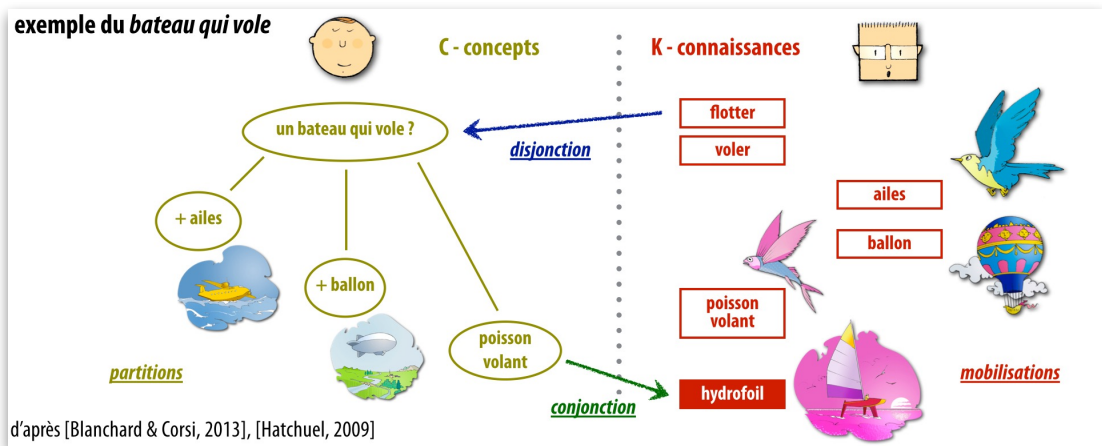 exemple du bateau qui vole
C - concepts
K - connaissances
un bateau qui vole ?
disjonction
flotter
voler
ailes
+ ailes
ballon
+ ballon
poisson
volant
poisson
volant
partitions
mobilisations
conjonction
hydrofoil
d'après [Blanchard & Corsi, 2013], [Hatchuel, 2009]